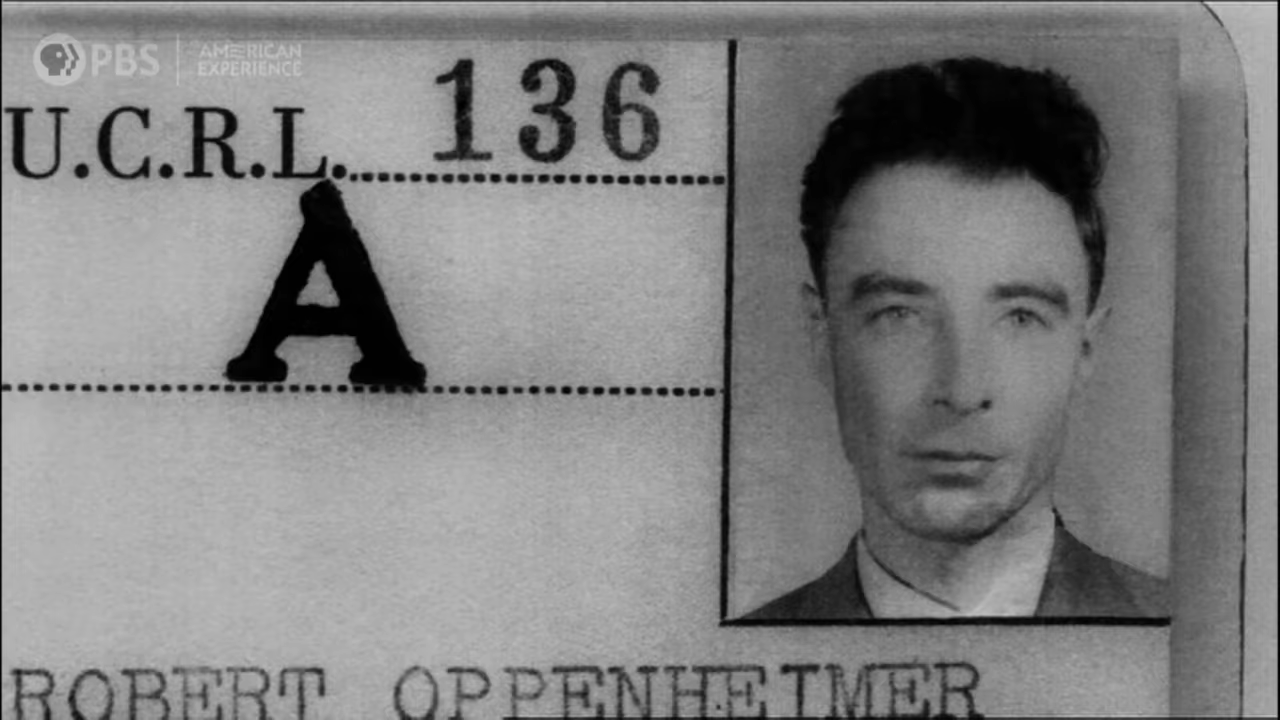 PBS
AMERICAN
EXPERIENCE
U.C.R.L. 136
A
ROBERT OPPENHEIMER